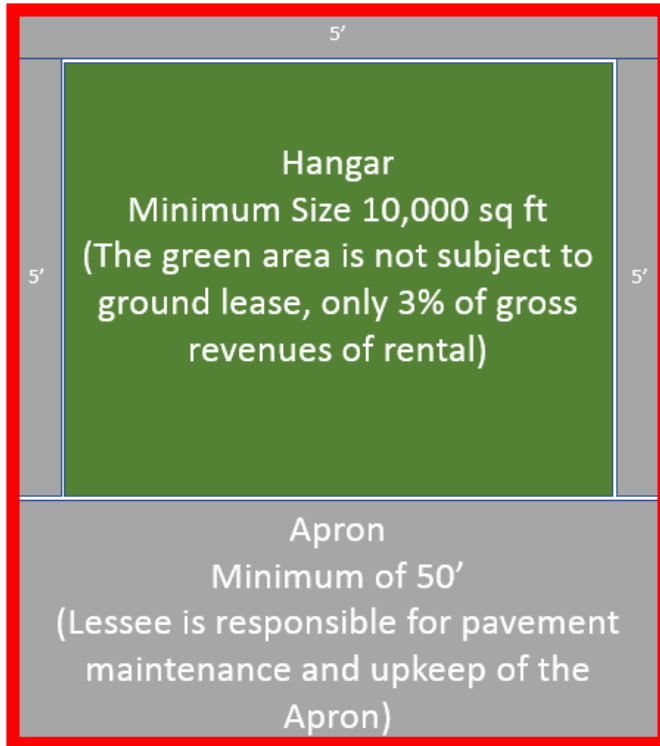 5’
Hangar
Minimum Size 10,000 sq ft
(The green area is not subject to
5’
5’
ground lease, only 3% of gross
revenues of rental)
Apron
Minimum of 50’
(Lessee is responsible for pavement
maintenance and upkeep of the
Apron)